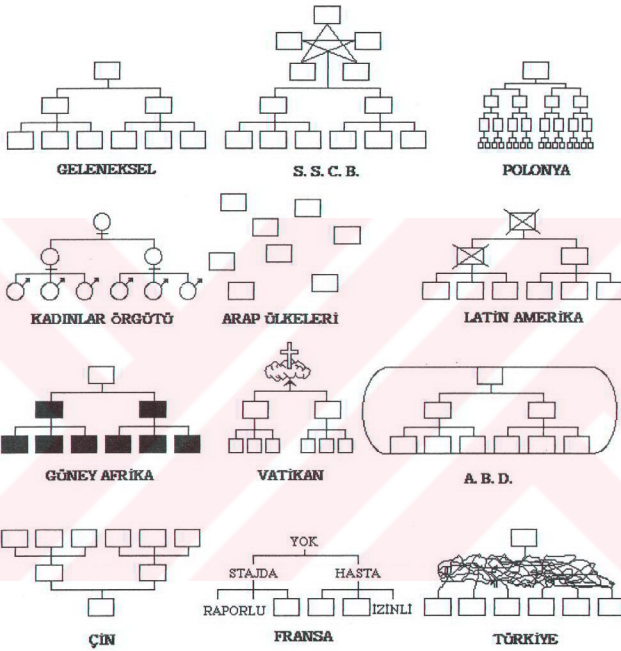 GELENEKSEL
S. S. C. B.
POLONYA
KADINLAR ÖRGÜTÜ
ARAP ÜLKELERİ
LATİN AMERİKA
GÜNEY AFRİKA
VATİKAN
A. B. D.
YOK
STAJDA HASTA
RAPORLU İZİNLİ
ÇİN
FRANSA
TÜRKİYE